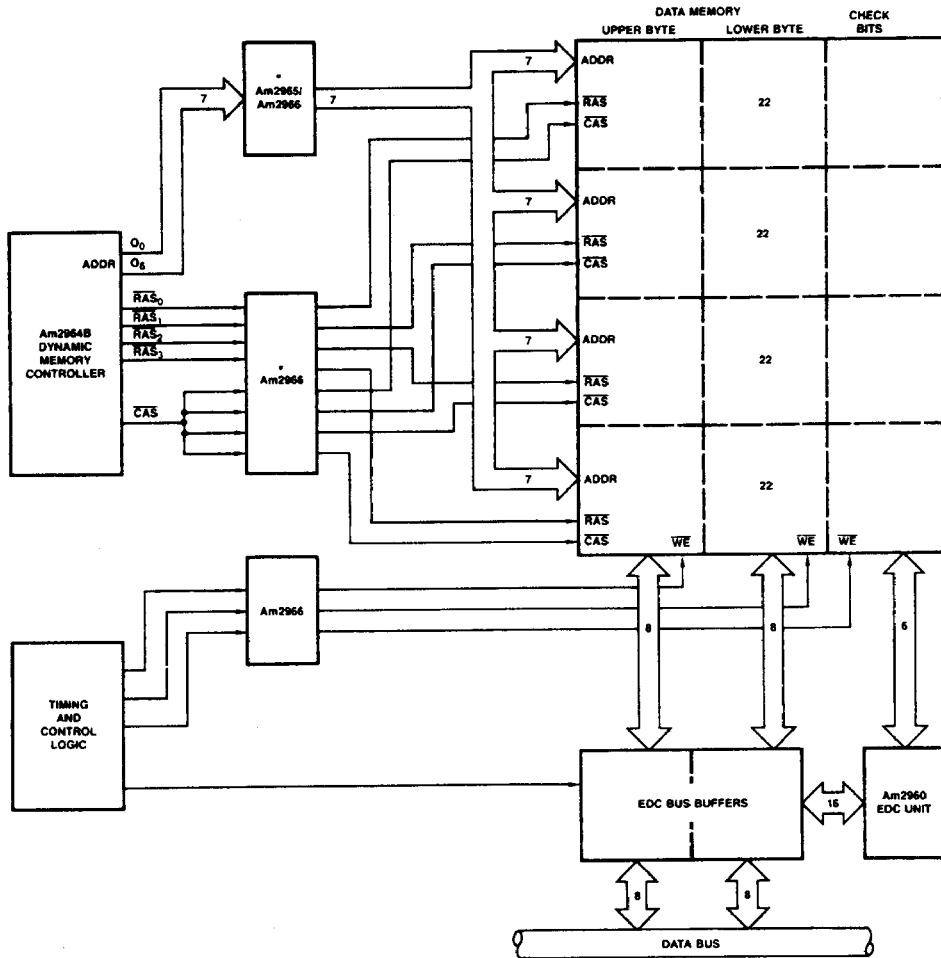 DATA MEMORY
UPPER BYTE
LOWER BYTE
CHECK
BITS
*
Am2965/
Am2966
7
7
7
ADDR
RAS
CAS
22
7
ADDR
RAS
CAS
22
7
ADDR
RAS
CAS
22
7
ADDR
RAS
CAS
22
WE
WE
WE
Am2964B
DYNAMIC
MEMORY
CONTROLLER
ADDR
O0
O6
RAS0
RAS1
RAS2
RAS3
CAS
*
Am2966
Am2966
TIMING
AND
CONTROL
LOGIC
8
8
6
EDC BUS BUFFERS
16
Am2960
EDC UNIT
8
8
DATA BUS